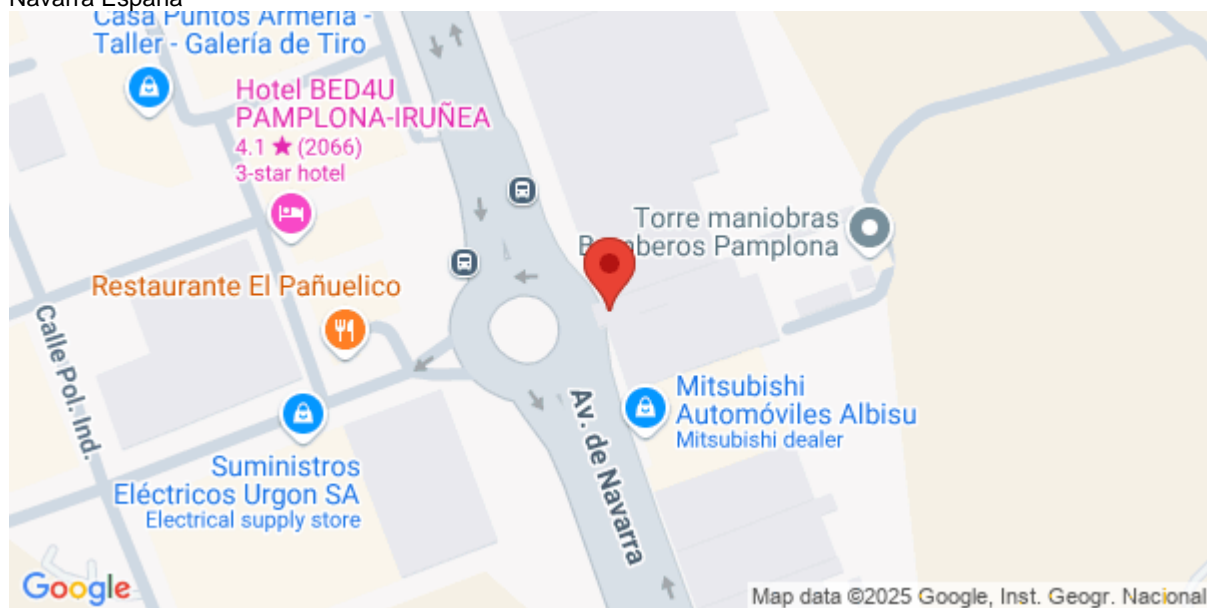 Navarra España
Casa Puntos Armería -
Taller - Galería de Tiro
Hotel BED4U
PAMPLONA-IRUÑEA
4.1 ★ (2066)
3-star hotel
Torre maniobras
Bomberos Pamplona
Restaurante El Pañuelico
Calle Pol. Ind.
Mitsubishi
Automóviles Albisu
Mitsubishi dealer
Av. de Navarra
Suministros
Eléctricos Urgon SA
Electrical supply store
Google
Map data ©2025 Google, Inst. Geogr. Nacional